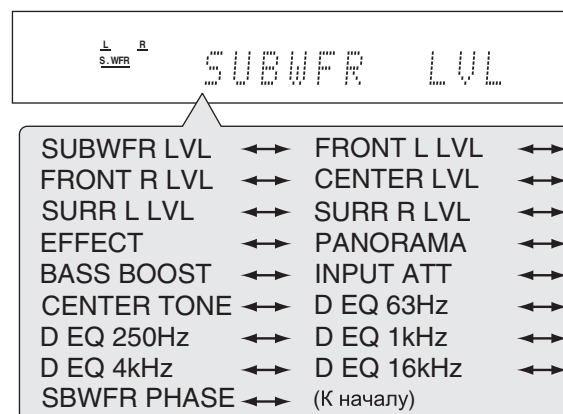 L R
S.WFR
SUBWFR LVL
SUBWFR LVL ↔ FRONT L LVL ↔
FRONT R LVL ↔ CENTER LVL ↔
SURR L LVL ↔ SURR R LVL ↔
EFFECT ↔ PANORAMA ↔
BASS BOOST ↔ INPUT ATT ↔
CENTER TONE ↔ D EQ 63Hz ↔
D EQ 250Hz ↔ D EQ 1kHz ↔
D EQ 4kHz ↔ D EQ 16kHz ↔
SBWFR PHASE ↔ (К началу)